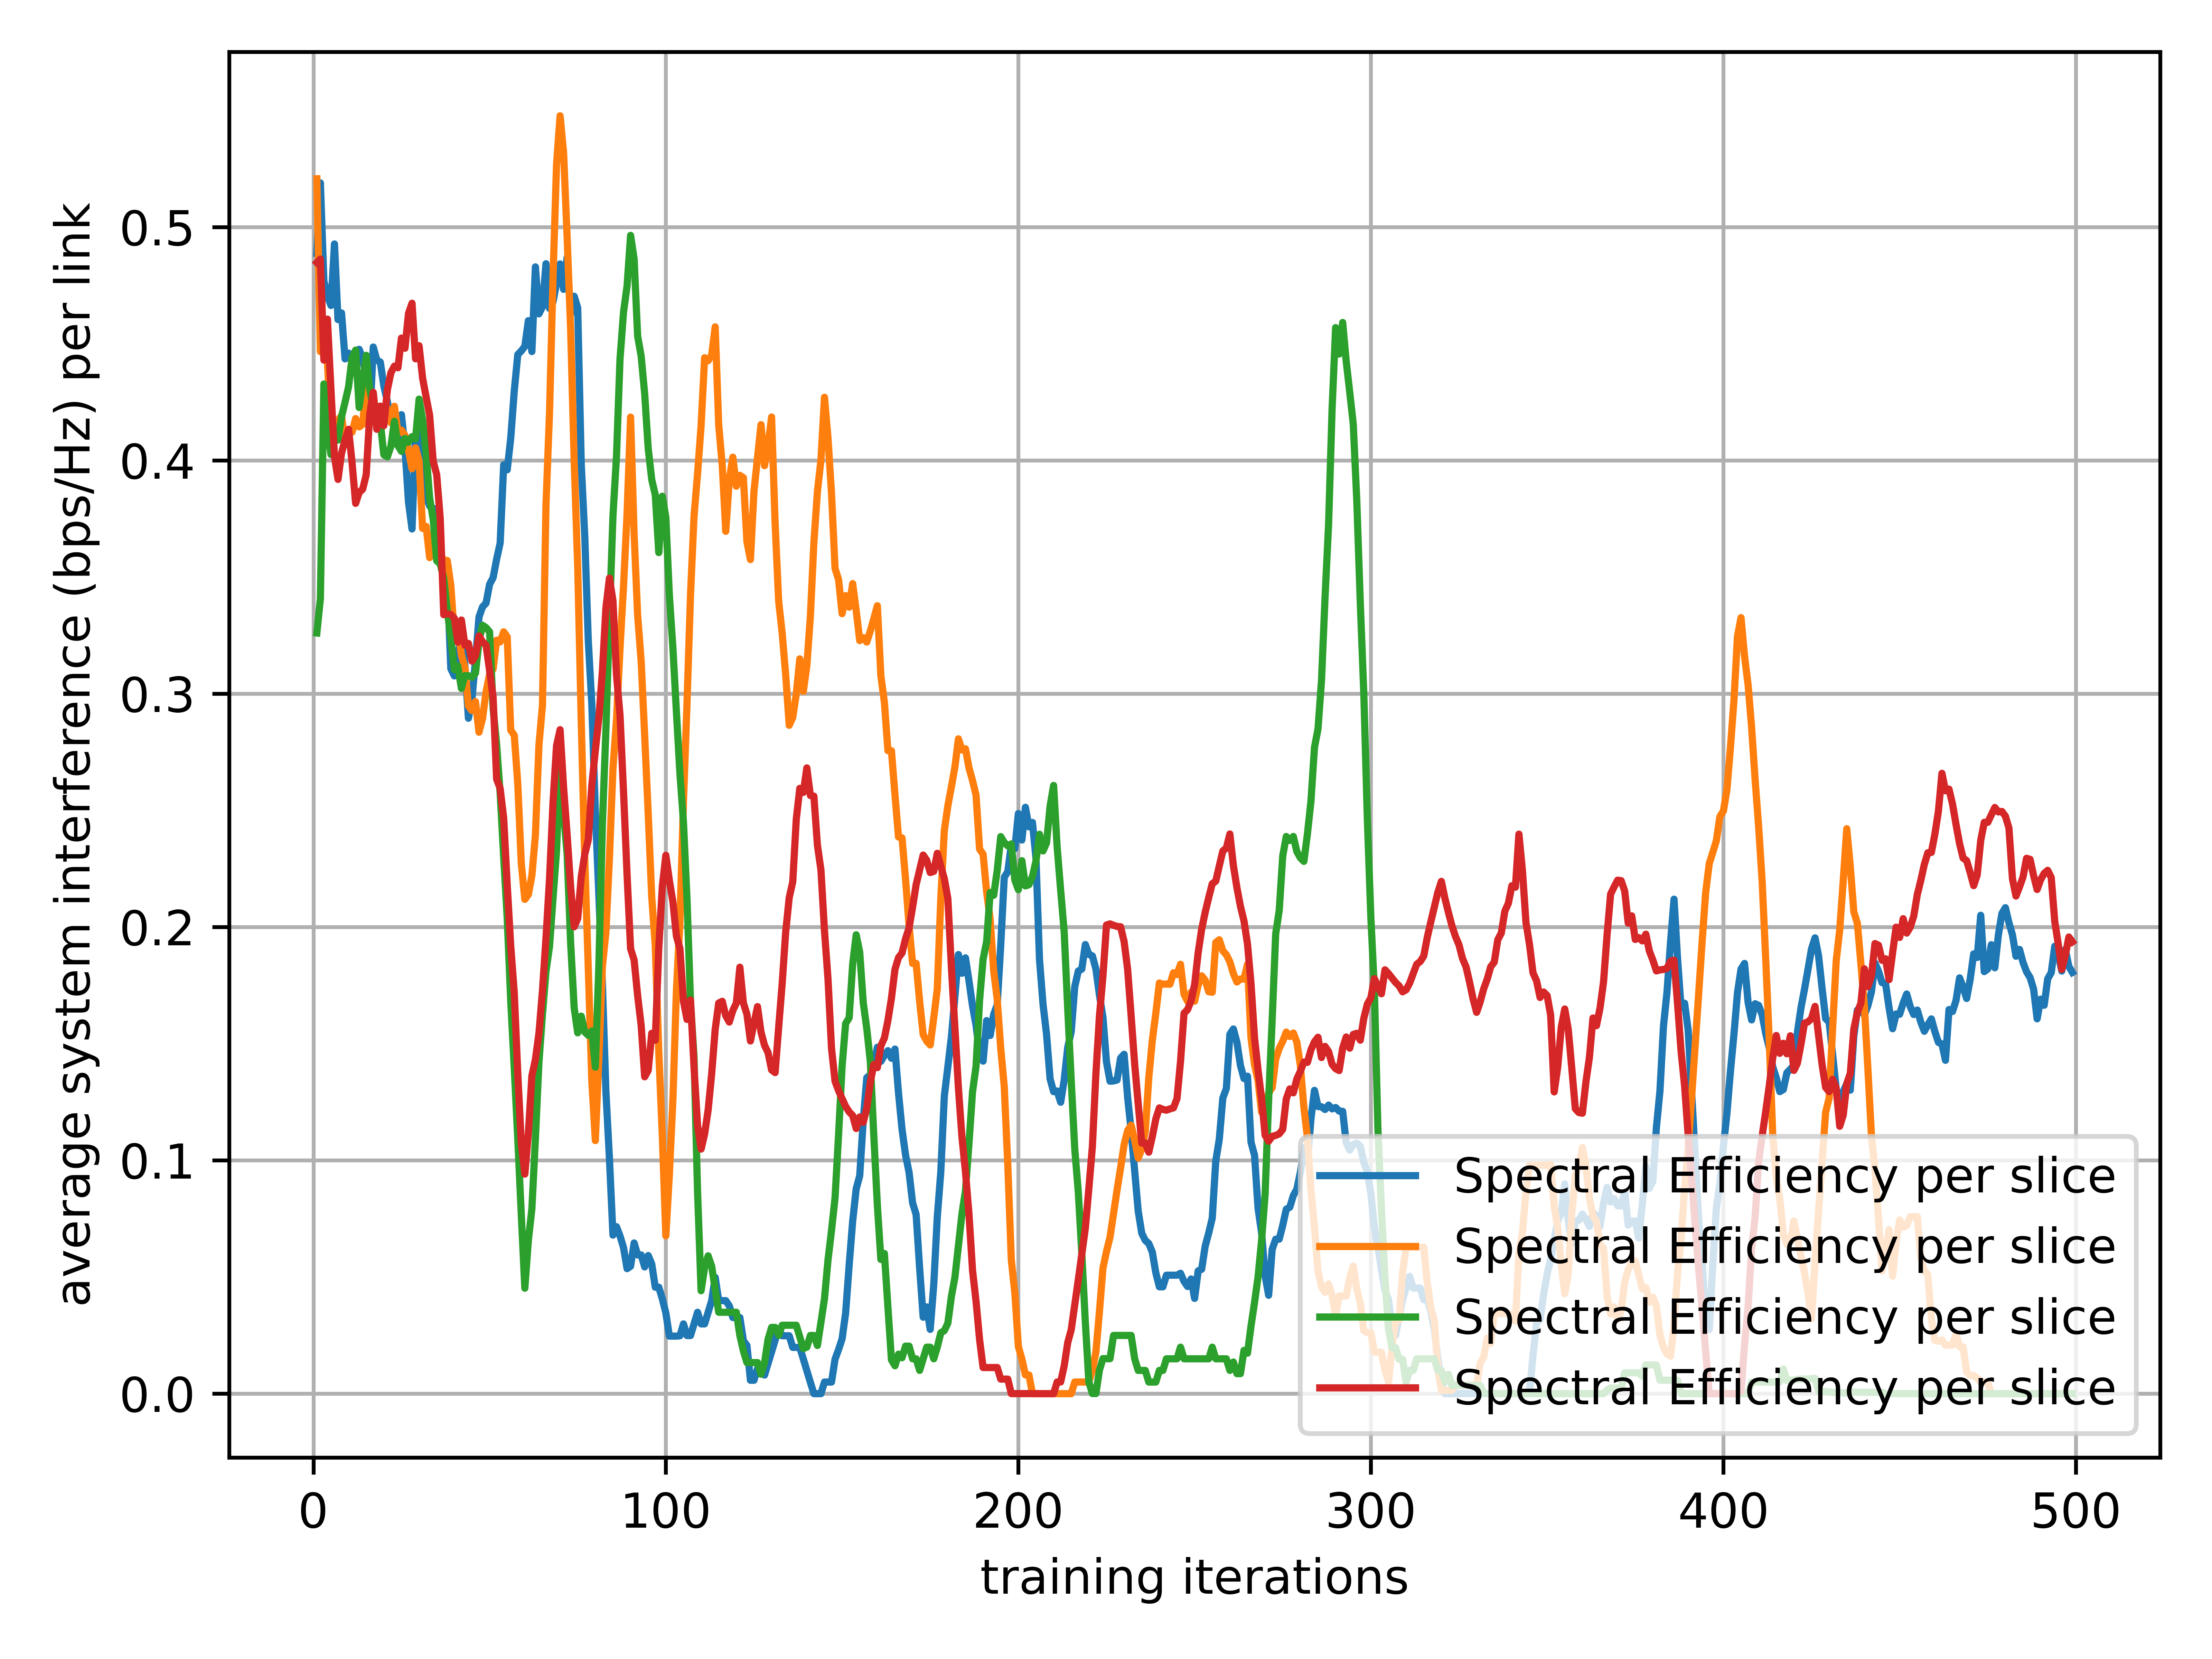 average system interference (bps/Hz) per link
0.5
0.4
0.3
0.2
0.1
0.0
Spectral Efficiency per slice
Spectral Efficiency per slice
Spectral Efficiency per slice
Spectral Efficiency per slice
0 100 200 300 400 500
training iterations